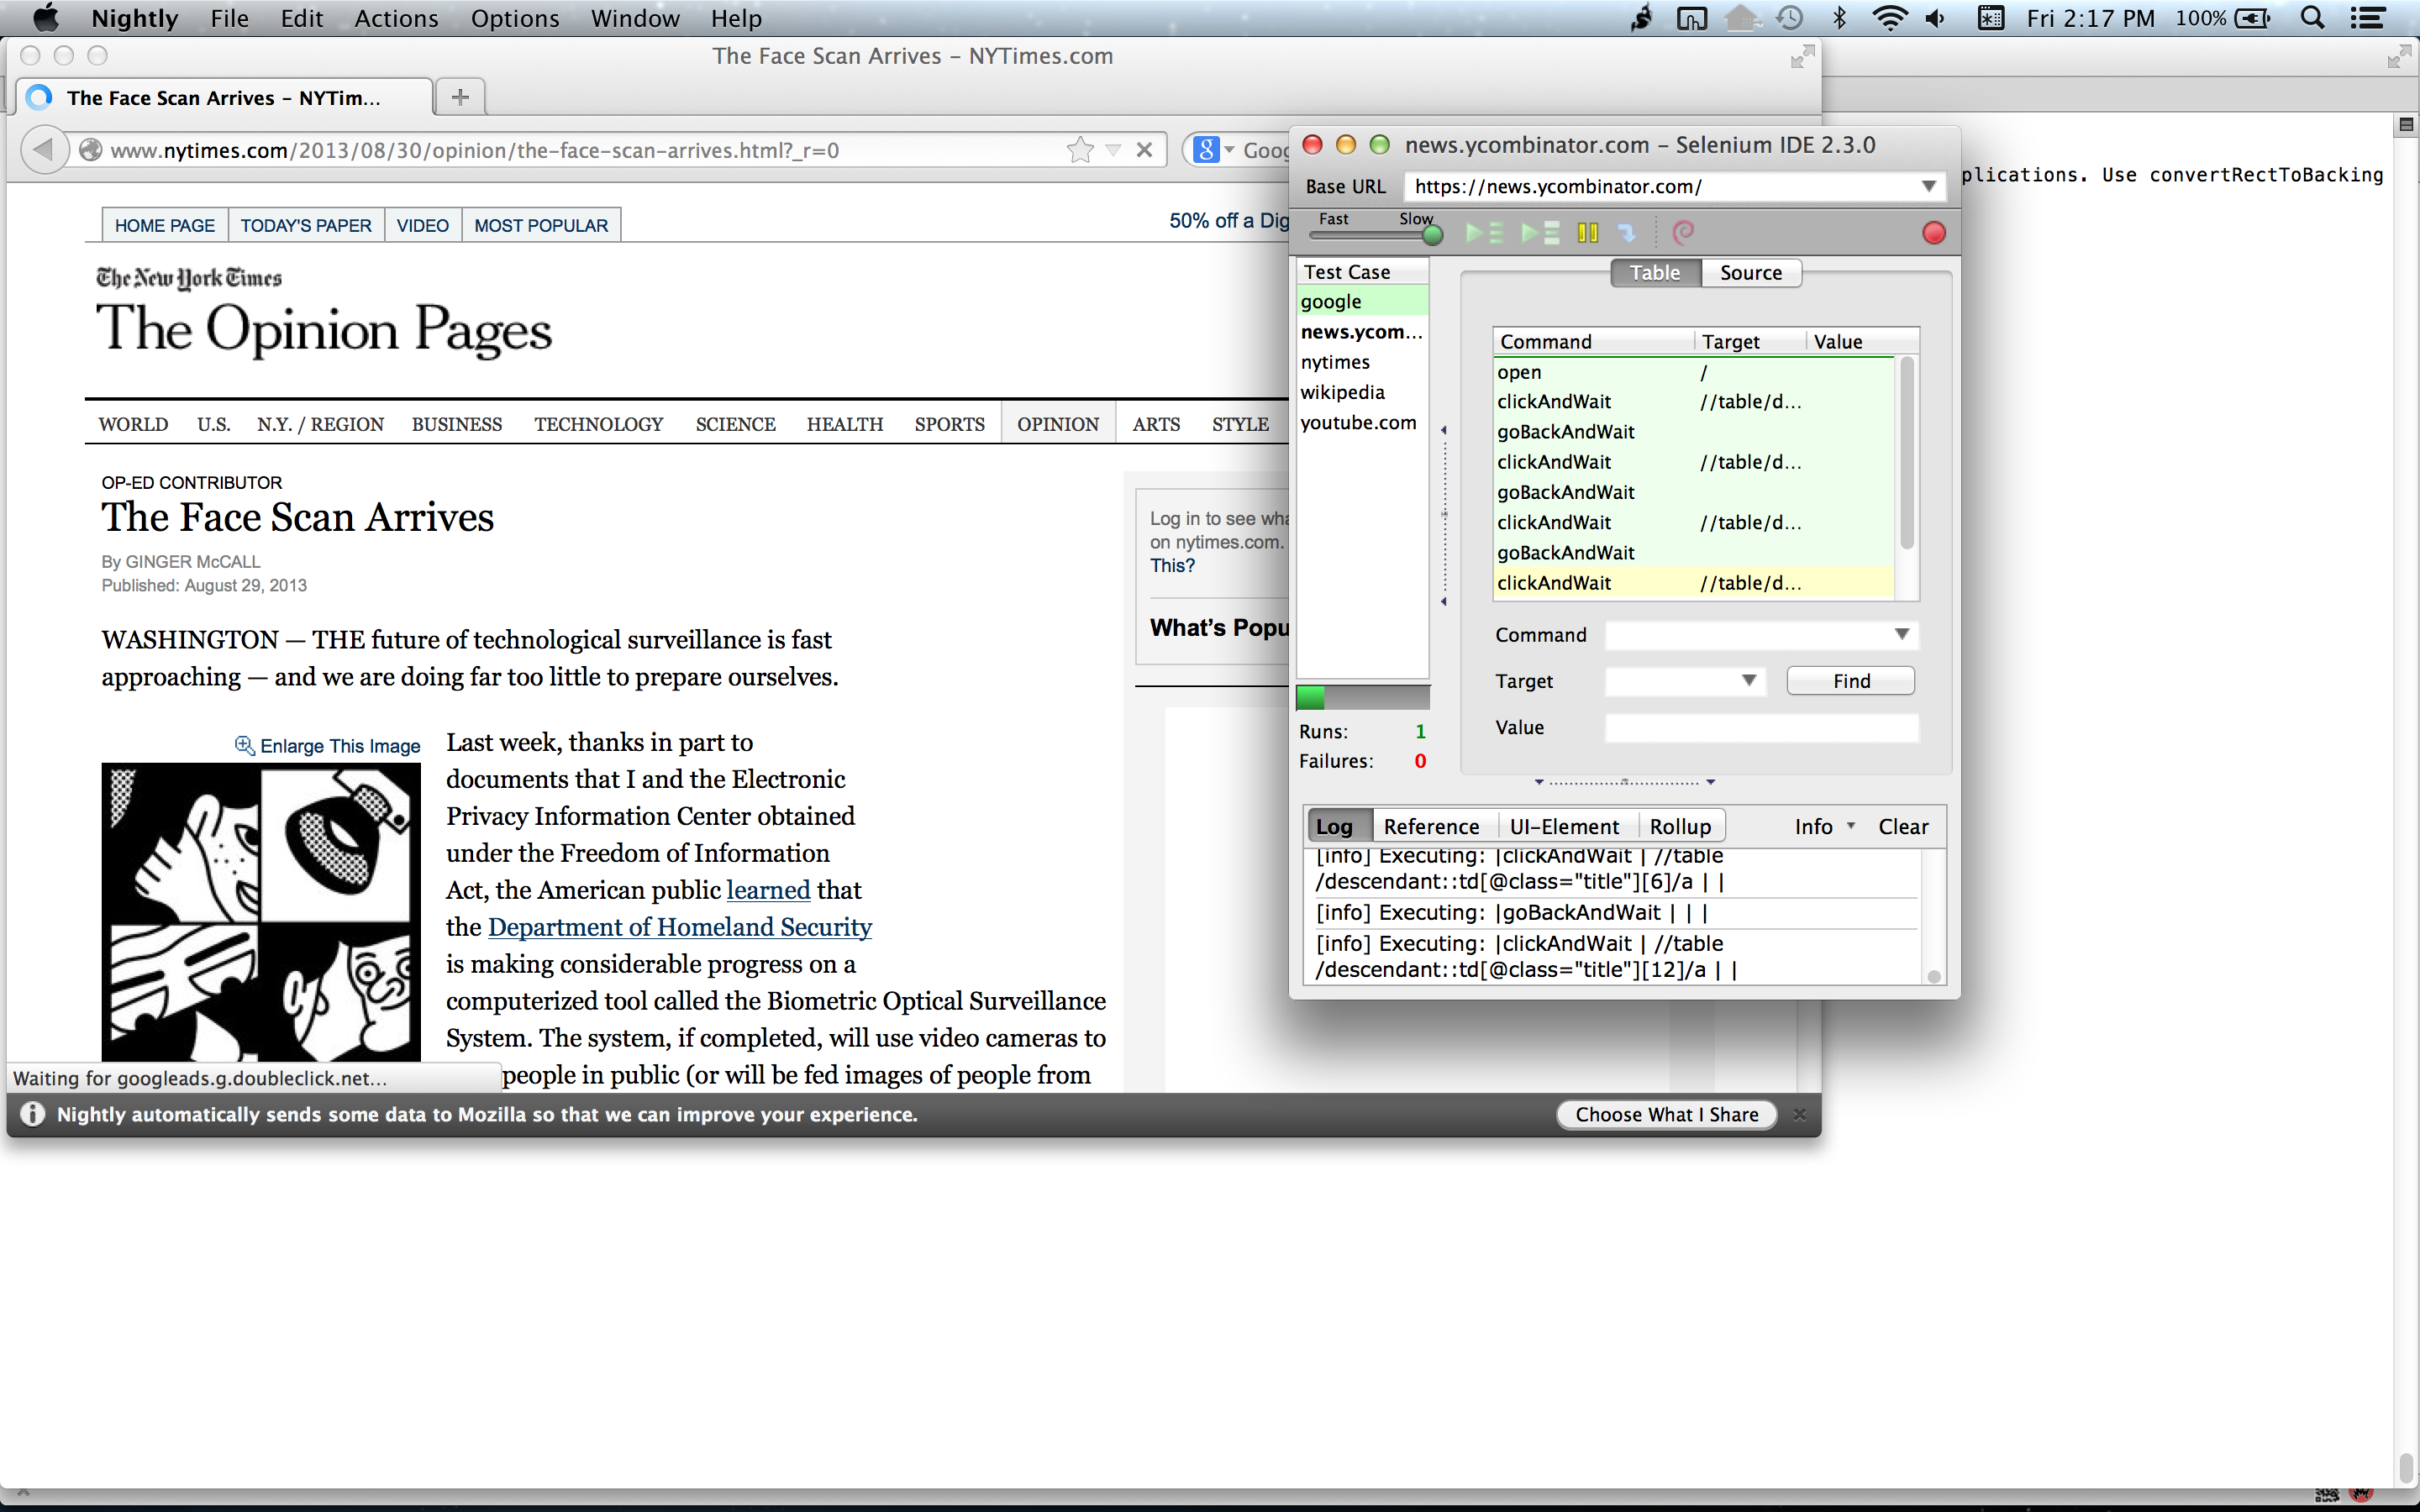 Nightly File Edit Actions Options Window Help
Fri 2:17 PM 100%
The Face Scan Arrives – NYTimes.com
The Face Scan Arrives – NYTim...
www.nytimes.com/2013/08/30/opinion/the-face-scan-arrives.html?_r=0
HOME PAGE TODAY'S PAPER VIDEO MOST POPULAR
50% off a
The New York Times
The Opinion Pages
WORLD U.S. N.Y. / REGION BUSINESS TECHNOLOGY SCIENCE HEALTH SPORTS OPINION ARTS STYLE
OP-ED CONTRIBUTOR
The Face Scan Arrives
By GINGER McCALL
Published: August 29, 2013
WASHINGTON — THE future of technological surveillance is fast
approaching — and we are doing far too little to prepare ourselves.
Enlarge This Image
Last week, thanks in part to
documents that I and the Electronic
Privacy Information Center obtained
under the Freedom of Information
Act, the American public learned that
the Department of Homeland Security
is making considerable progress on a
computerized tool called the Biometric Optical Surveillance
System. The system, if completed, will use video cameras to
people in public (or will be fed images of people from
Log in to see
on nytimes.com.
This?
What's
Waiting for googleads.g.doubleclick.net...
Nightly automatically sends some data to Mozilla so that we can improve your experience.
Choose What I Share
news.ycombinator.com – Selenium IDE 2.3.0
Base URL https://news.ycombinator.com/
Fast Slow
Test Case
google
news.ycom...
nytimes
wikipedia
youtube.com
Runs: 1
Failures: 0
Table Source
Command Target Value
open /
clickAndWait //table/d...
goBackAndWait
clickAndWait //table/d...
goBackAndWait
clickAndWait //table/d...
goBackAndWait
clickAndWait //table/d...
Command
Target Find
Value
Log Reference UI-Element Rollup Info Clear
[info] Executing: |clickAndWait | //table
/descendant::td[@class="title"][6]/a | |
[info] Executing: |goBackAndWait | | |
[info] Executing: |clickAndWait | //table
/descendant::td[@class="title"][12]/a | |
plications. Use convertRectToBacking